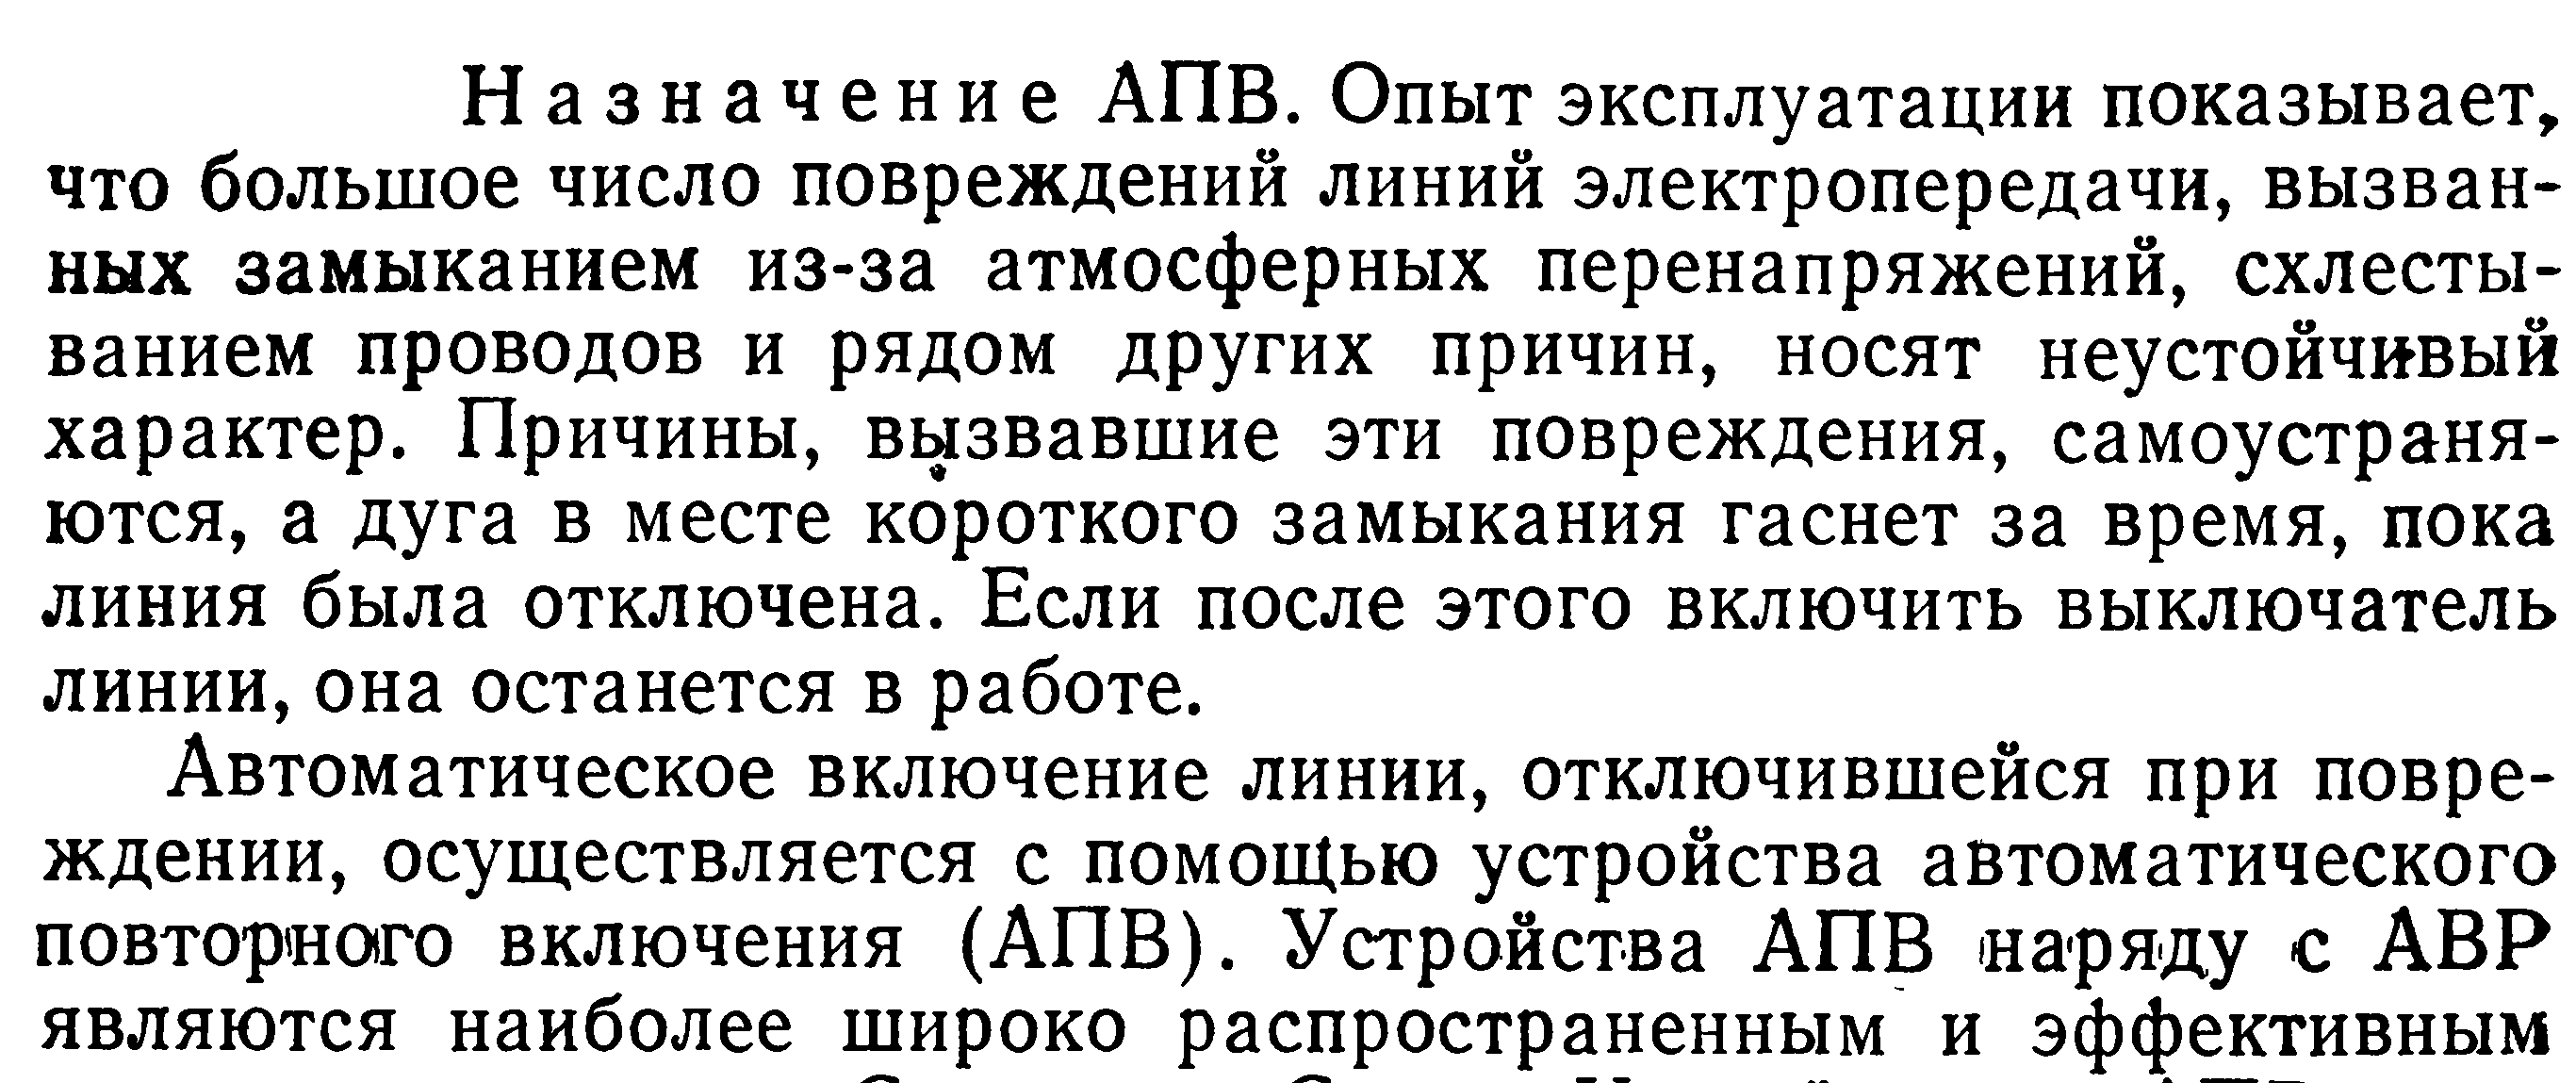 Назначение АПВ. Опыт эксплуатации показывает,
что большое число повреждений линий электропередачи, вызван-
ных замыканием из-за атмосферных перенапряжений, схлесты-
ванием проводов и рядом других причин, носят неустойчивый
характер. Причины, вызвавшие эти повреждения, самоустраня-
ются, а дуга в месте короткого замыкания гаснет за время, пока
линия была отключена. Если после этого включить выключатель
линии, она останется в работе.
Автоматическое включение линии, отключившейся при повре-
ждении, осуществляется с помощью устройства автоматического
повторного включения (АПВ). Устройства АПВ наряду с АВР
являются наиболее широко распространенным и эффективным